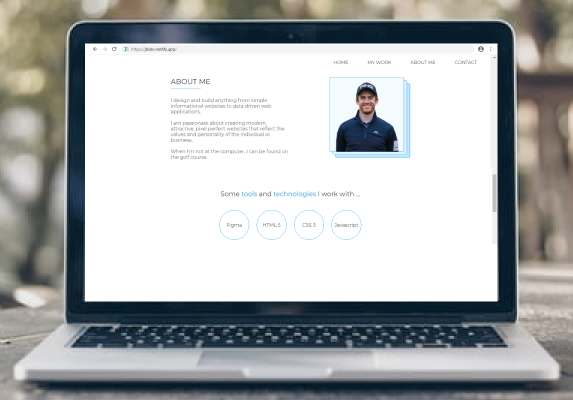 https://jsdev.netlify.app/
HOME MY WORK ABOUT ME CONTACT
ABOUT ME
I design and build anything from simple
informational websites to data driven web
applications.
I am passionate about creating modern,
attractive, pixel perfect websites that reflect the
values and personality of the individual or
business.
When I'm not at the computer, I can be found on
the golf course.
Some tools and technologies I work with ...
Figma HTML 5 CSS 3 Javascript